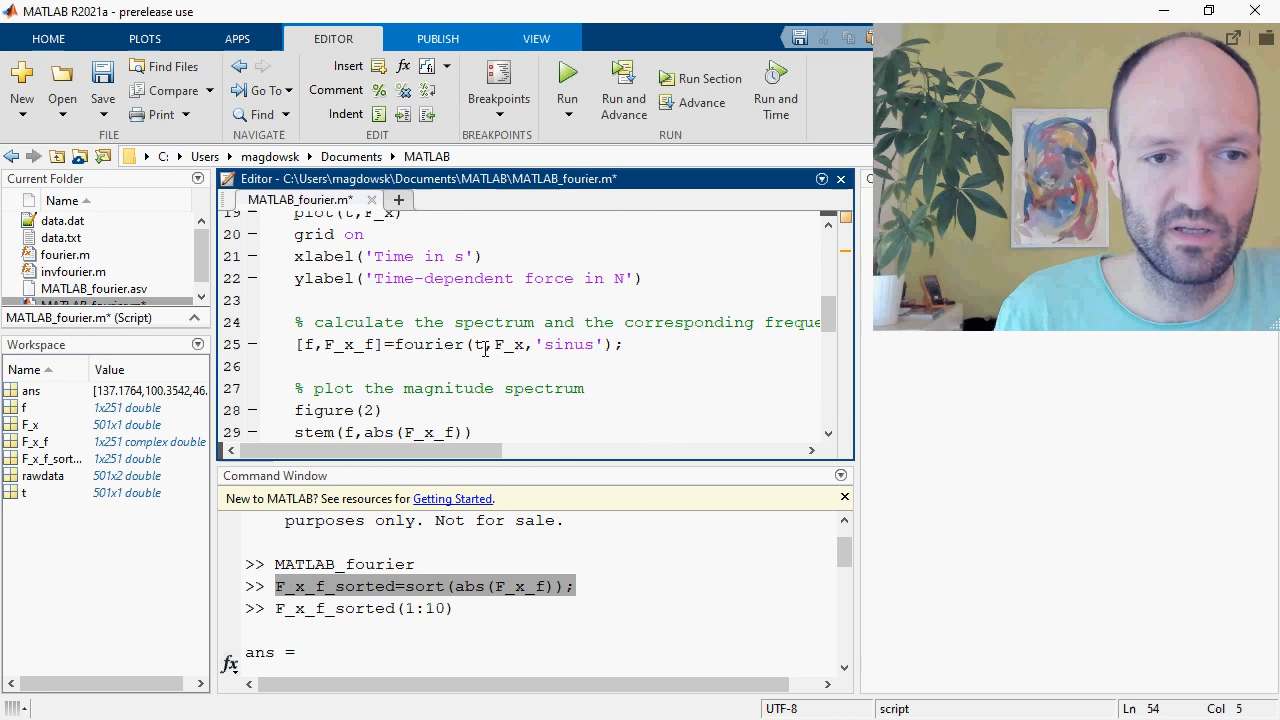 MATLAB R2021a - prerelease use
HOME PLOTS APPS EDITOR PUBLISH VIEW
New Open Save Find Files Compare Print Go To Find Insert Comment Indent Breakpoints Run Run and Advance Run Section Advance Run and Time
FILE NAVIGATE EDIT BREAKPOINTS RUN
C: Users magdowsk Documents MATLAB
Current Folder
Name
data.dat
data.txt
fourier.m
invfourier.m
MATLAB_fourier.asv
MATLAB_fourier.m*
MATLAB_fourier.m* (Script)
Workspace
Name Value
ans [137.1764,100.3542,46.
f 1x251 double
F_x 501x1 double
F_x_f 1x251 complex double
F_x_f_sort... 1x251 double
rawdata 501x2 double
t 501x1 double
Editor - C:\Users\magdowsk\Documents\MATLAB\MATLAB_fourier.m*
MATLAB_fourier.m*
19 plot(t,F_x)
20 grid on
21 xlabel('Time in s')
22 ylabel('Time-dependent force in N')
23
24 % calculate the spectrum and the corresponding freque
25 [f,F_x_f]=fourier(t,F_x,'sinus');
26
27 % plot the magnitude spectrum
28 figure(2)
29 stem(f,abs(F_x_f))
Command Window
New to MATLAB? See resources for Getting Started.
purposes only. Not for sale.
>> MATLAB_fourier
>> F_x_f_sorted=sort(abs(F_x_f));
>> F_x_f_sorted(1:10)
ans =
fx
UTF-8 script Ln 54 Col 5